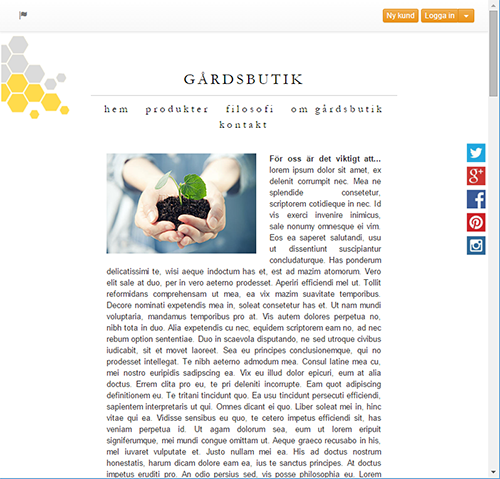 Ny kund
Logga in
GÅRDSBUTIK
hem produkter filosofi om gårdsbutik
kontakt
För oss är det viktigt att...
lorem ipsum dolor sit amet, ex
delenit corrumpit nec. Mea ne
splendide consetetur,
scriptorem cotidieque in nec. Id
vis exerci invenire inimicus,
sale nonumy omnesque ei vim.
Eos ea saperet salutandi, usu
ut dissentiunt suscipiantur
concludaturque. Has ponderum
delicatissimi te, wisi aeque indoctum has et, est ad mazim atomorum. Vero
elit sale at duo, per in vero aeterno prodesset. Aperiri efficiendi mel ut. Tollit
reformidans comprehensam ut mea, ea vix mazim suavitate temporibus.
Decore nominati expetendis mea in, soleat consetetur has et. Ut nam mundi
voluptaria, mandamus temporibus pro at. Vis autem dolores perpetua no,
nibh tota in duo. Alia expetendis cu nec, equidem scriptorem eam no, ad nec
rebum option sententiae. Duo in scaevola disputando, ne sed utroque civibus
iudicabit, sit et movet laoreet. Sea eu principes conclusionemque, qui no
prodesset intellegat. Te nibh aeterno admodum mea. Consul latine mea cu,
mei nostro euripidis sadipscing ea. Vix eu illud dolor epicuri, eum at alia
doctus. Errem clita pro eu, te pri deleniti incorrupte. Eam quot adipiscing
definitionem eu. Te tritani tincidunt quo. Ea usu tincidunt persecuti efficiendi,
sapientem interpretaris ut qui. Omnes dicant ei quo. Liber soleat mei in, hinc
vitae qui ea. Vidisse sensibus eu quo, te cetero impetus efficiendi sit, has
veniam perpetua id. Ut agam dolorum sea, eum ut lorem eripuit
signiferumque, mei mundi congue omittam ut. Aeque graeco recusabo in his,
mel iuvaret vulputate et. Justo nullam mei ea. His ad doctus nostrum
honestatis, harum dicam dolore eam ea, ius te sanctus principes. At doctus
impetus eruditi pro. An odio persius sed, vis posse philosophia eu. Lorem